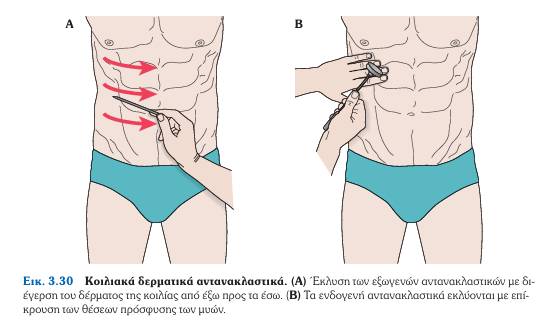 A B
Εικ. 3.30 Κοιλιακά δερματικά αντανακλαστικά. (A) Έκλυση των εξωγενών αντανακλαστικών με δι-
έγερση του δέρματος της κοιλίας από έξω προς τα έσω. (B) Τα ενδογενή αντανακλαστικά εκλύονται με επί-
κρουση των θέσεων πρόσφυσης των μυών.